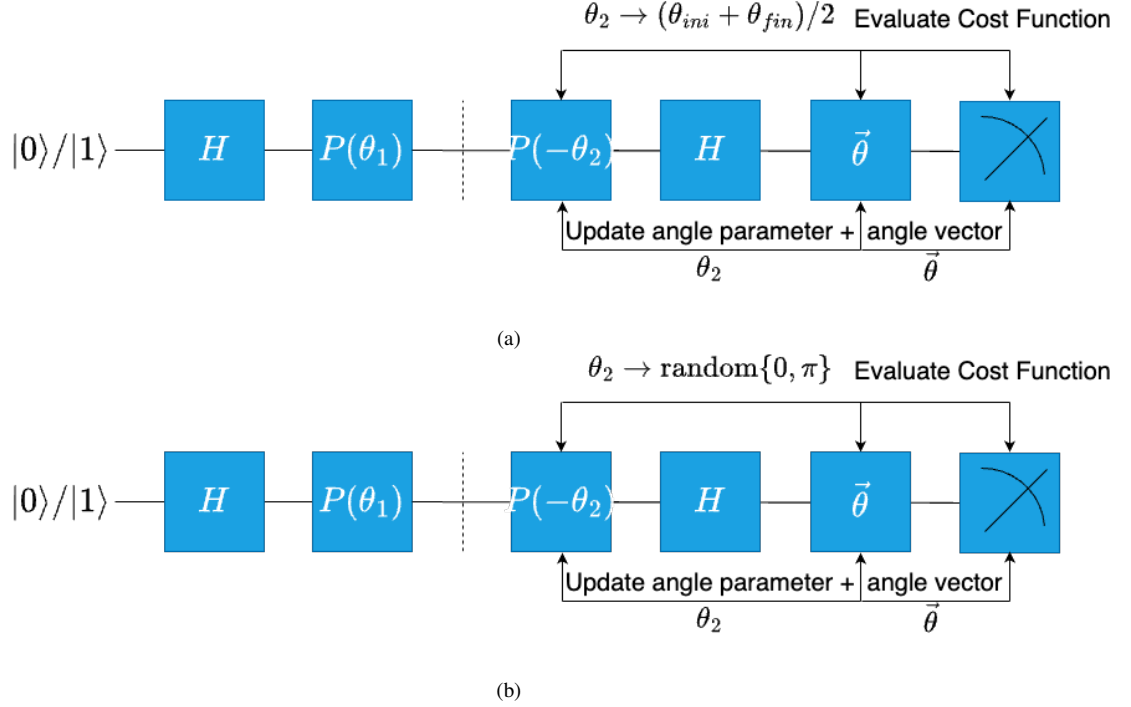 θ₂ → (θ_ini + θ_fin)/2 Evaluate Cost Function
|0⟩/|1⟩ H P(θ₁) P(−θ₂) H θ⃗
Update angle parameter + angle vector
θ₂ θ⃗
(a)
θ₂ → random{0, π} Evaluate Cost Function
|0⟩/|1⟩ H P(θ₁) P(−θ₂) H θ⃗
Update angle parameter + angle vector
θ₂ θ⃗
(b)